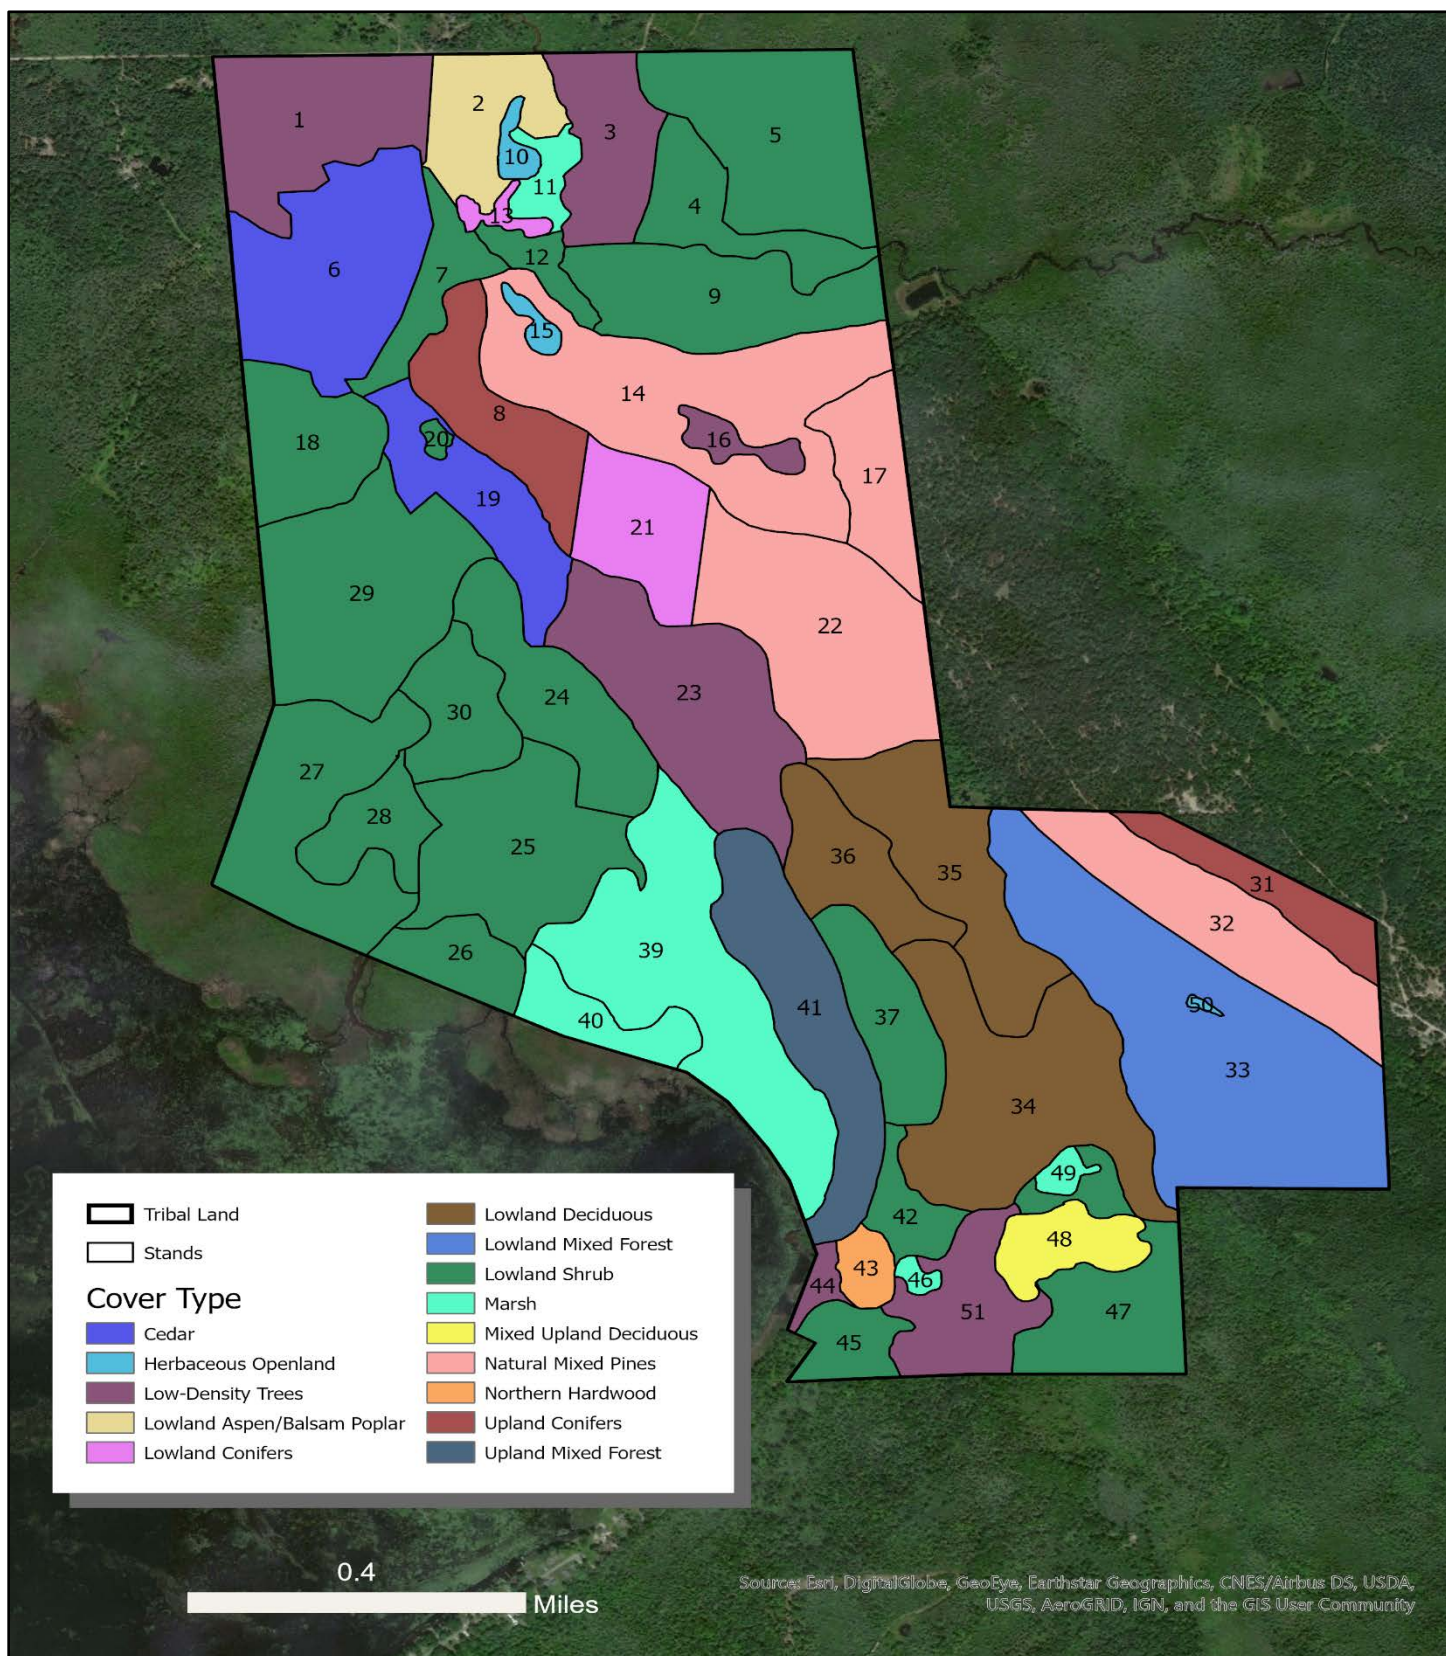 1
2
3
5
10
11
4
13
12
6
7
9
15
14
8
16
18
20
17
19
21
29
22
23
24
30
27
28
25
36
35
31
32
26
39
50
41
37
40
33
34
49
42
48
43
46
44
51
47
45
Tribal Land
Stands
Cover Type
Cedar
Herbaceous Openland
Low-Density Trees
Lowland Aspen/Balsam Poplar
Lowland Conifers
Lowland Deciduous
Lowland Mixed Forest
Lowland Shrub
Marsh
Mixed Upland Deciduous
Natural Mixed Pines
Northern Hardwood
Upland Conifers
Upland Mixed Forest
0.4
Miles
Source: Esri, DigitalGlobe, GeoEye, Earthstar Geographics, CNES/Airbus DS, USDA,
USGS, AeroGRID, IGN, and the GIS User Community